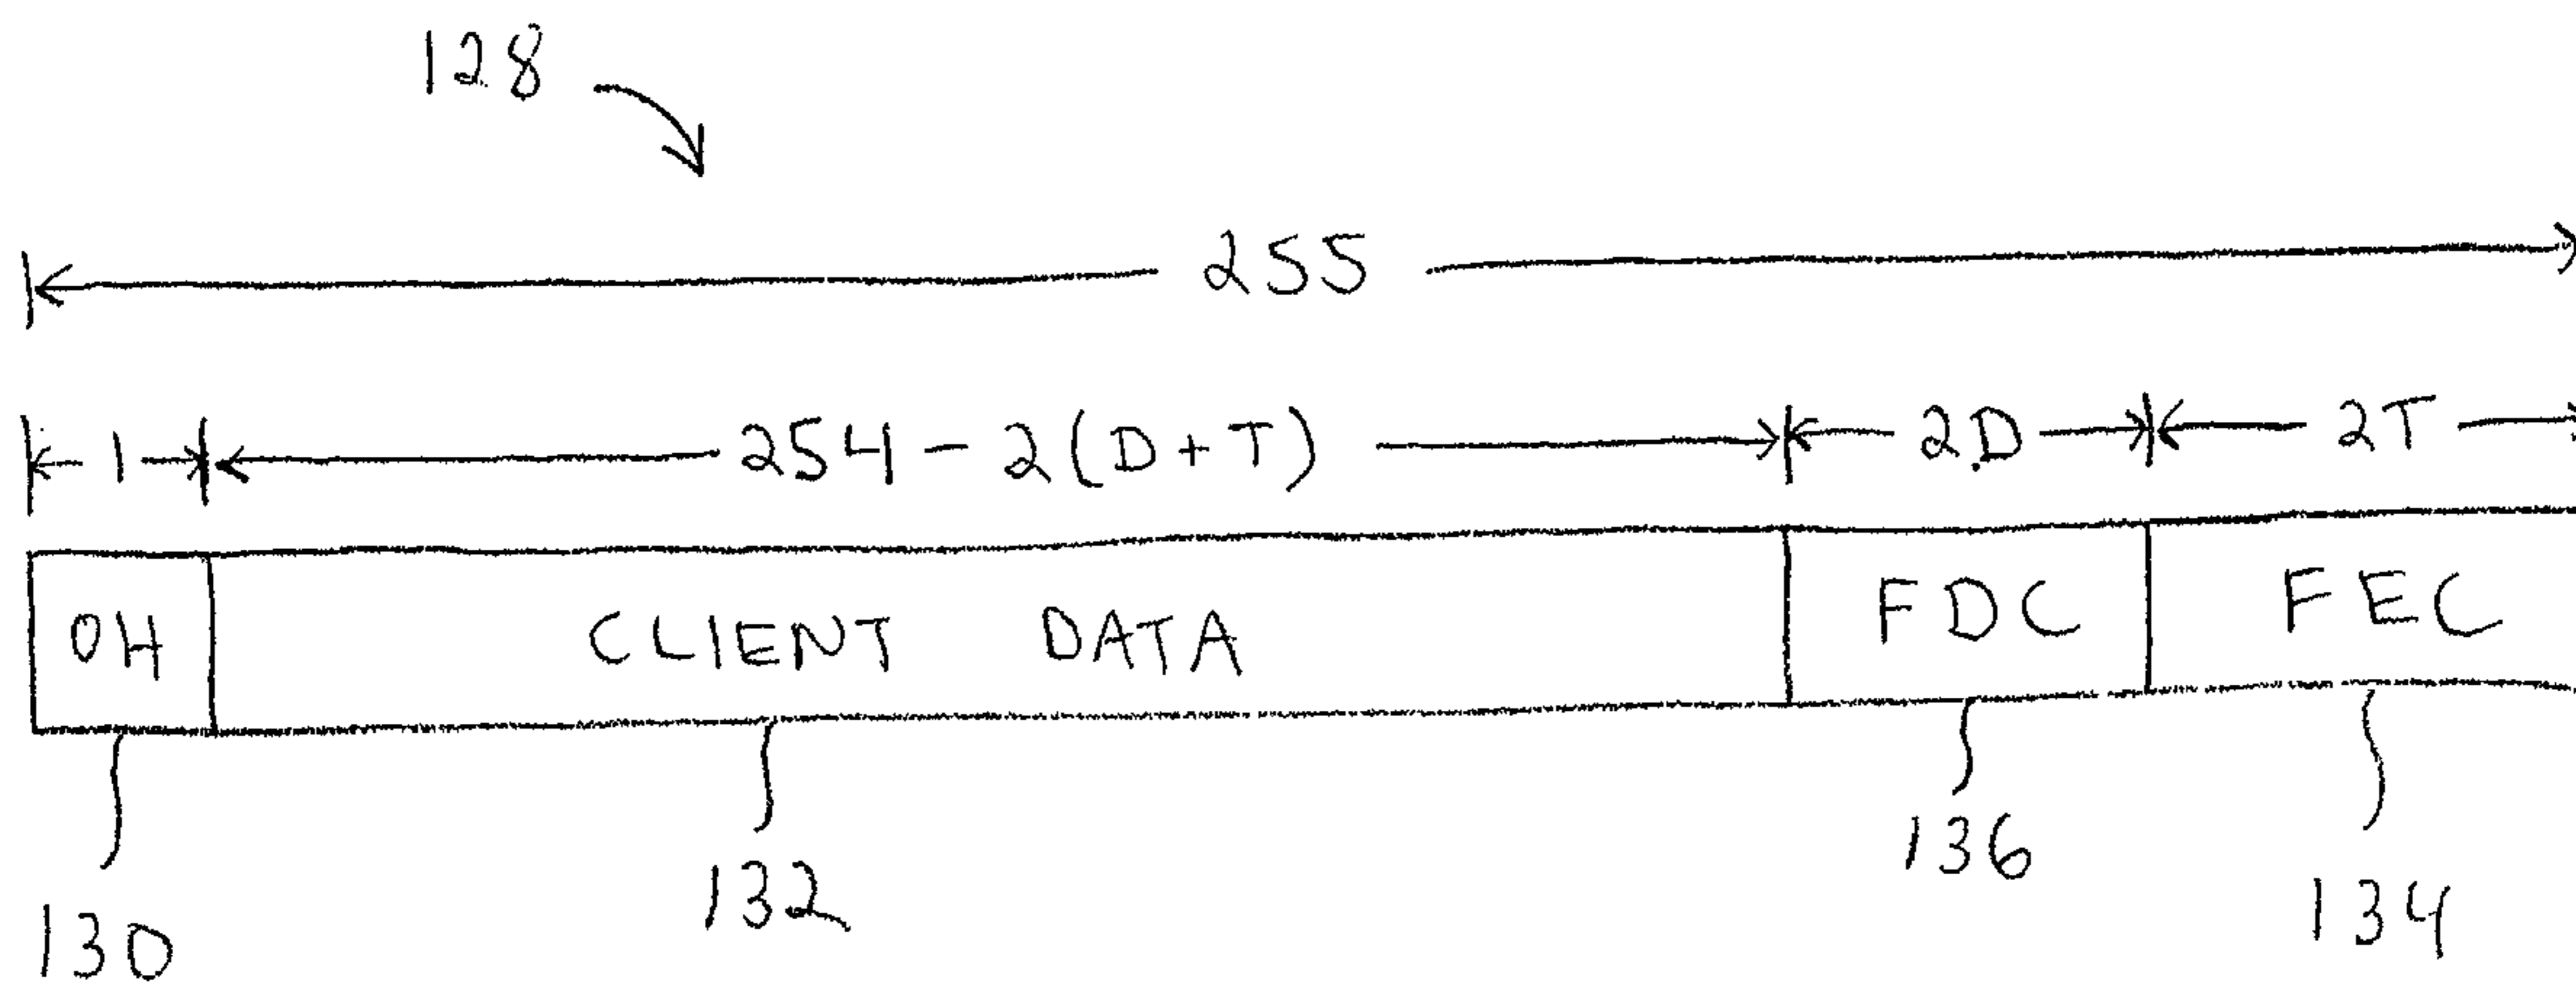 128
255
1 254-2(D+T) 2D 2T
OH CLIENT DATA FDC FEC
130 132 136 134